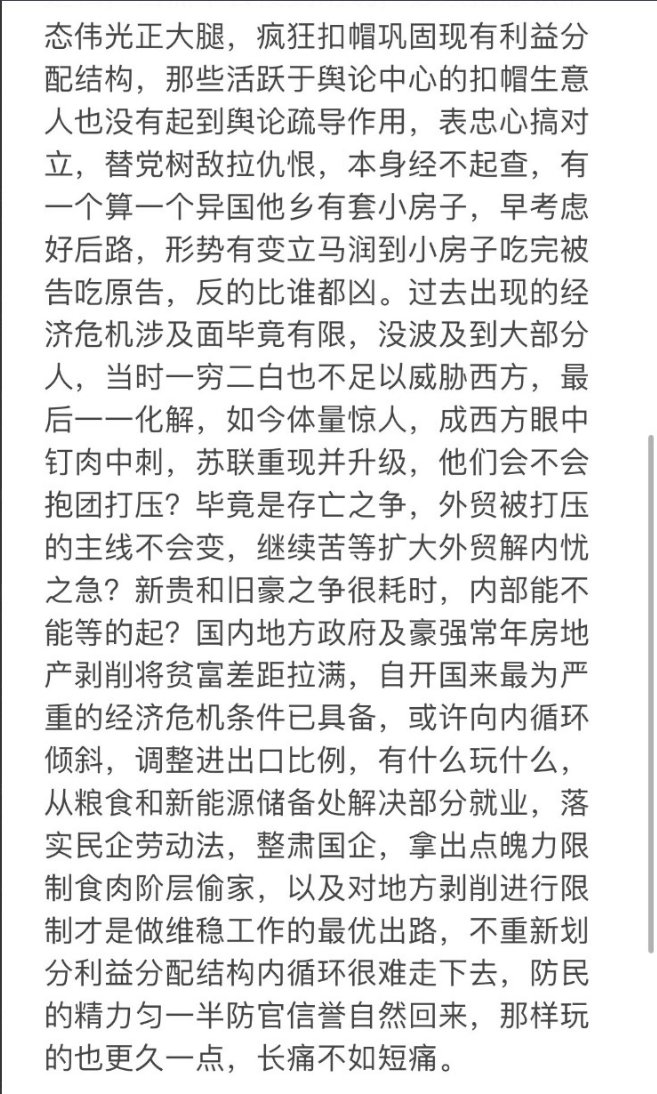 态伟光正大腿，疯狂扣帽巩固现有利益分
配结构，那些活跃于舆论中心的扣帽生意
人也没有起到舆论疏导作用，表忠心搞对
立，替党树敌拉仇恨，本身经不起查，有
一个算一个异国他乡有套小房子，早考虑
好后路，形势有变立马润到小房子吃完被
告吃原告，反的比谁都凶。过去出现的经
济危机涉及面毕竟有限，没波及到大部分
人，当时一穷二白也不足以威胁西方，最
后一一化解，如今体量惊人，成西方眼中
钉肉中刺，苏联重现并升级，他们会不会
抱团打压？毕竟是存亡之争，外贸被打压
的主线不会变，继续苦等扩大外贸解内忧
之急？新贵和旧豪之争很耗时，内部能不
能等的起？国内地方政府及豪强常年房地
产剥削将贫富差距拉满，自开国来最为严
重的经济危机条件已具备，或许向内循环
倾斜，调整进出口比例，有什么玩什么，
从粮食和新能源储备处解决部分就业，落
实民企劳动法，整肃国企，拿出点魄力限
制食肉阶层偷家，以及对地方剥削进行限
制才是做维稳工作的最优出路，不重新划
分利益分配结构内循环很难走下去，防民
的精力匀一半防官信誉自然回来，那样玩
的也更久一点，长痛不如短痛。